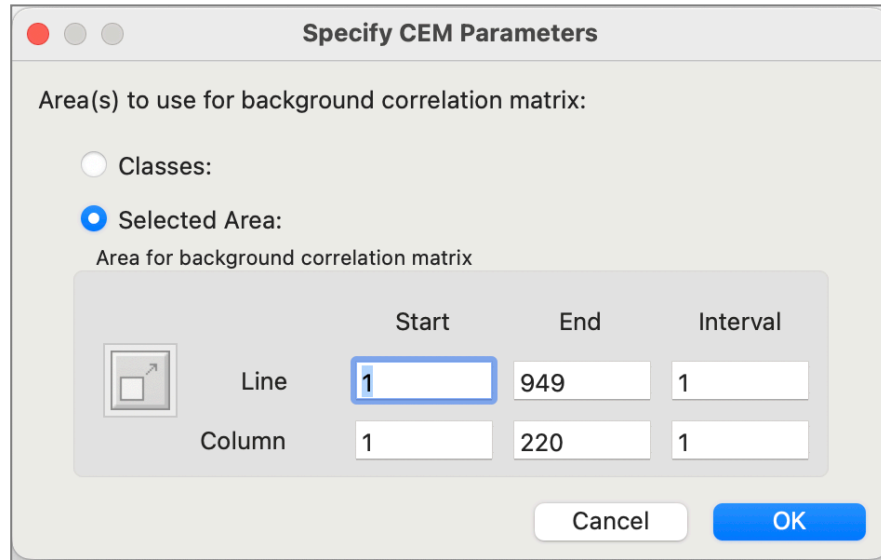 Specify CEM Parameters
Area(s) to use for background correlation matrix:
Classes:
Selected Area:
Area for background correlation matrix
Start End Interval
Line 1 949 1
Column 1 220 1
Cancel OK